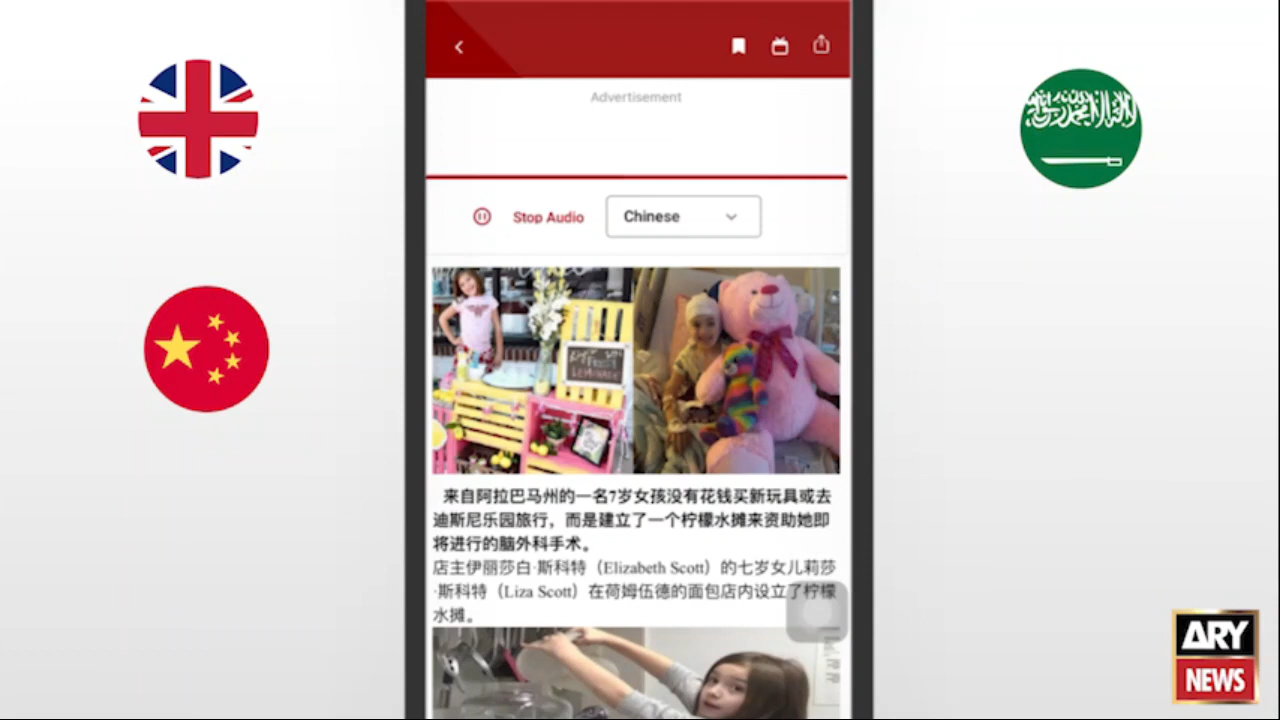 Advertisement
Stop Audio
Chinese
来自阿拉巴马州的一名7岁女孩没有花钱买新玩具或去
迪斯尼乐园旅行，而是建立了一个柠檬水摊来资助她即
将进行的脑外科手术。
店主伊丽莎白·斯科特（Elizabeth Scott）的七岁女儿莉莎
·斯科特（Liza Scott）在荷姆伍德的面包店内设立了柠檬
水摊。
ARY
NEWS